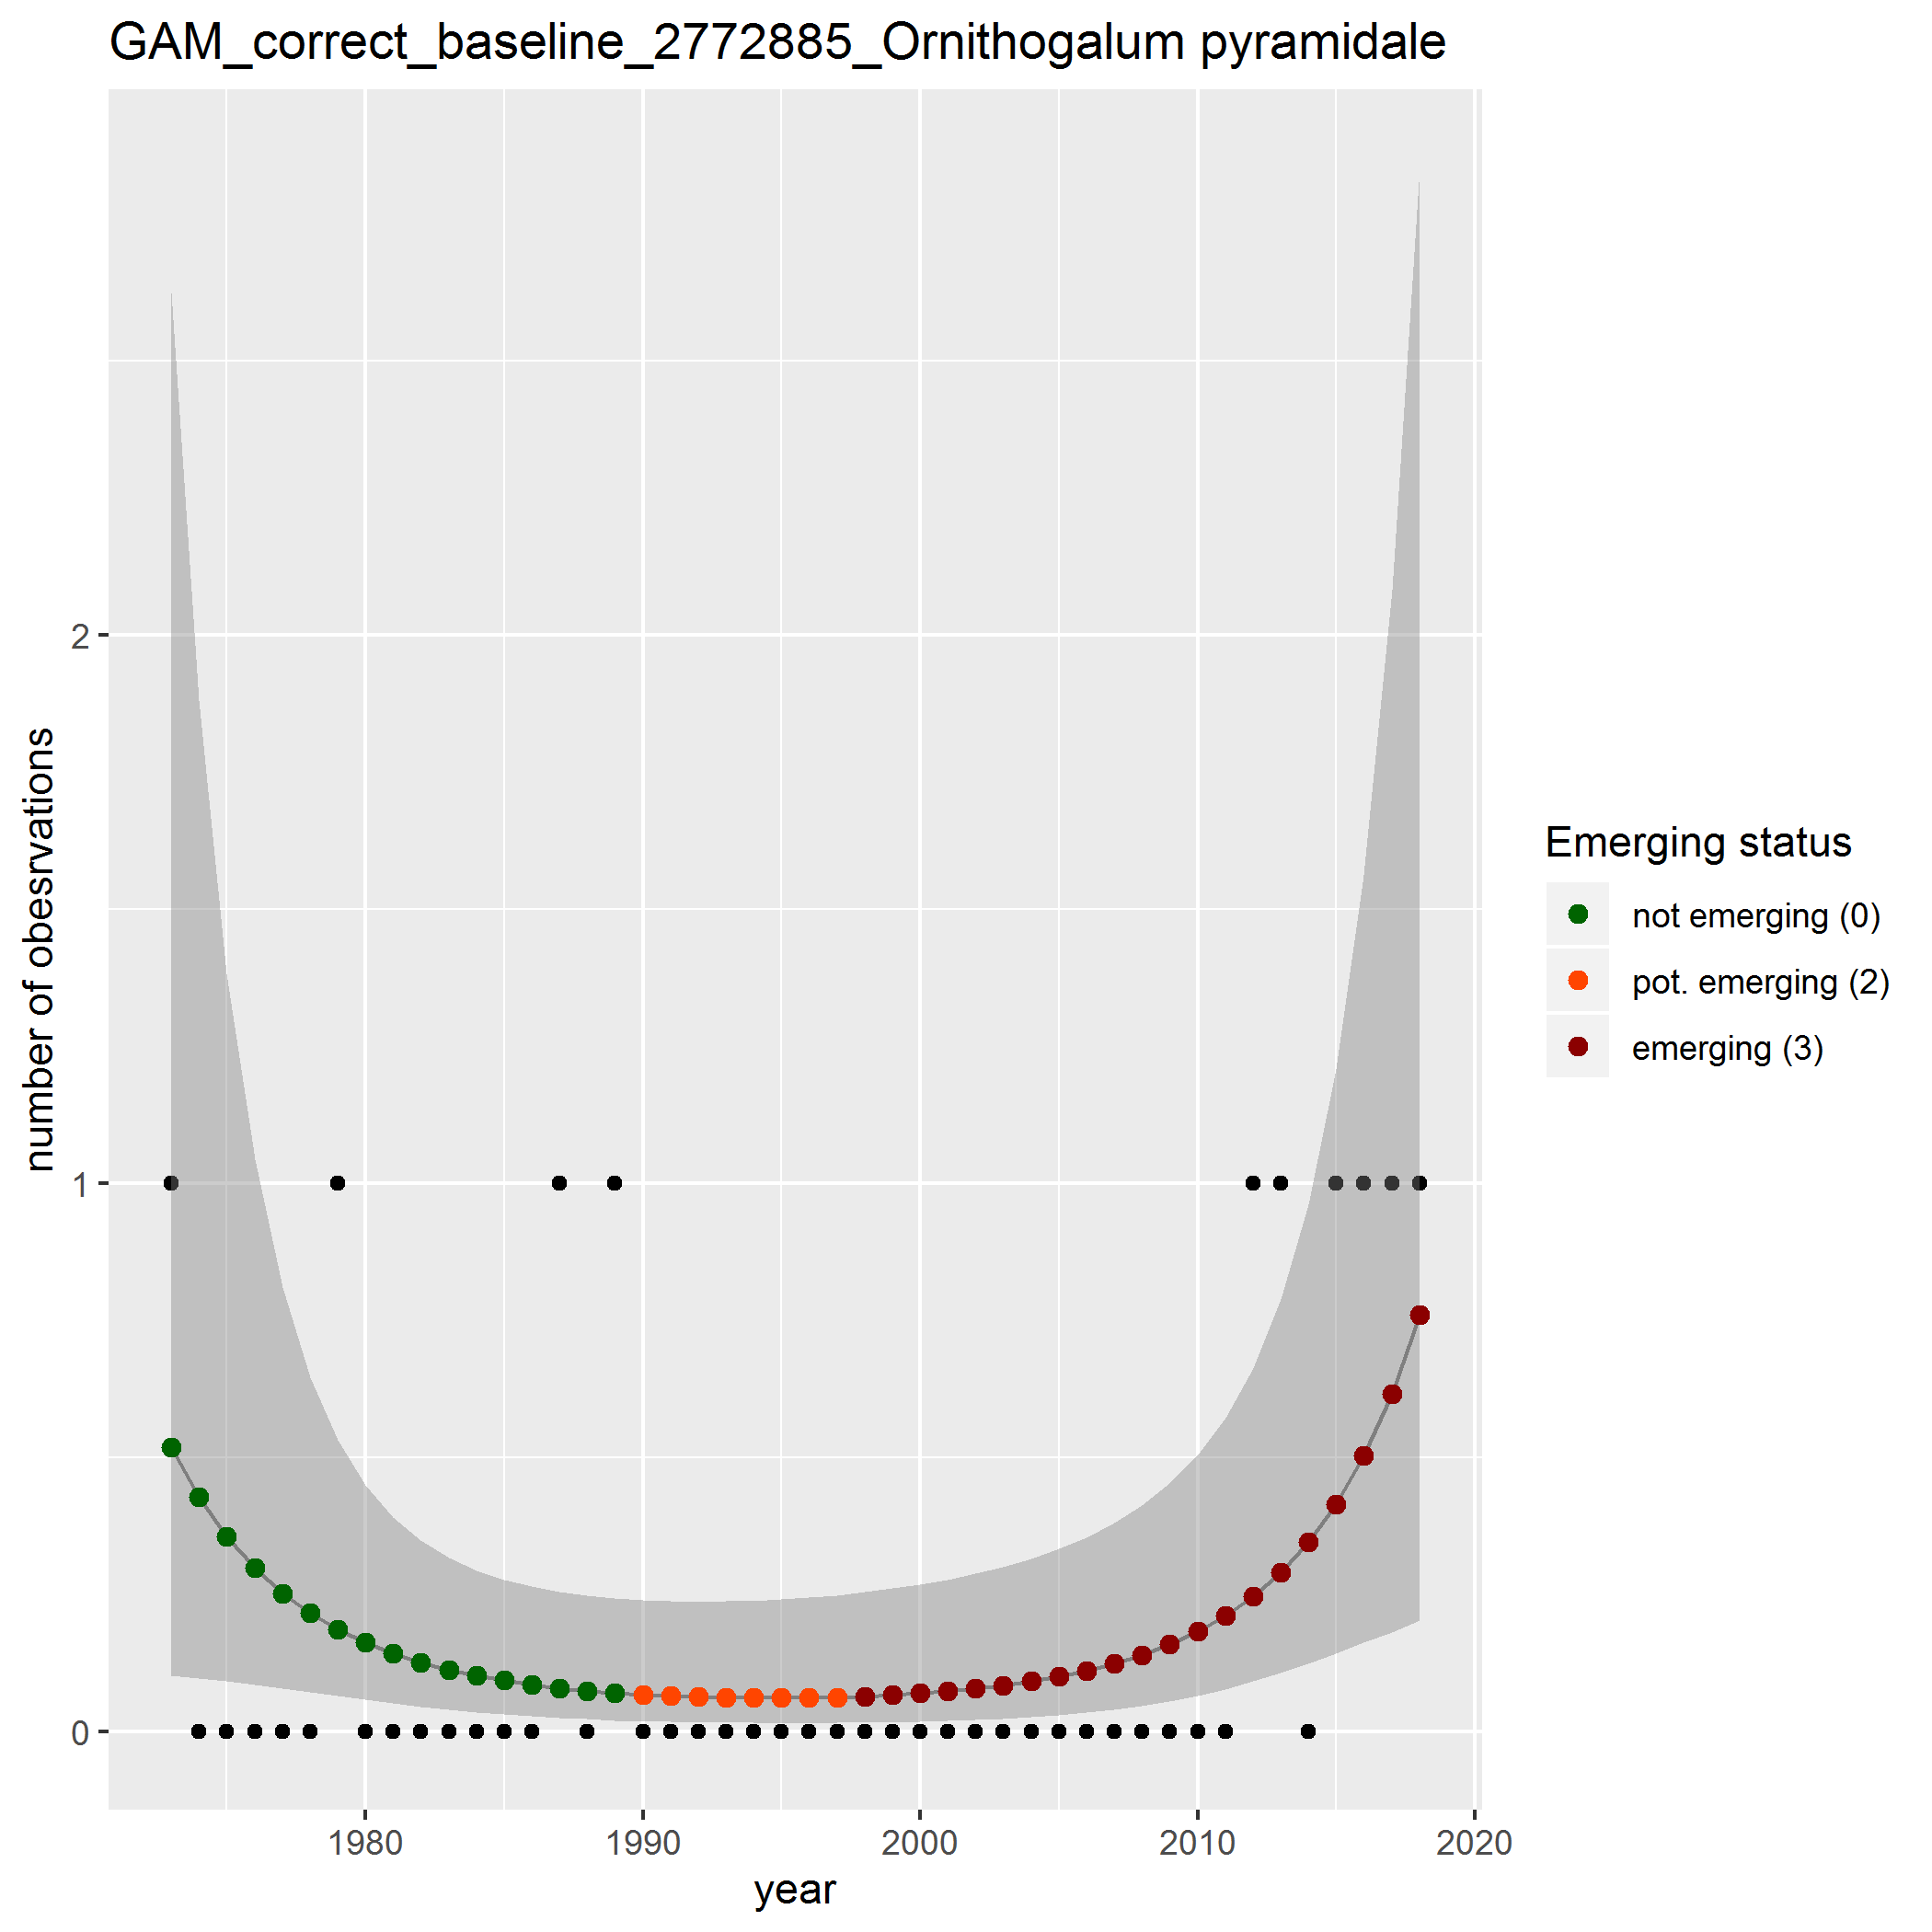 GAM_correct_baseline_2772885_Ornithogalum pyramidale
number of obesrvations
2
1
0
1980
1990
2000
2010
2020
year
Emerging status
not emerging (0)
pot. emerging (2)
emerging (3)